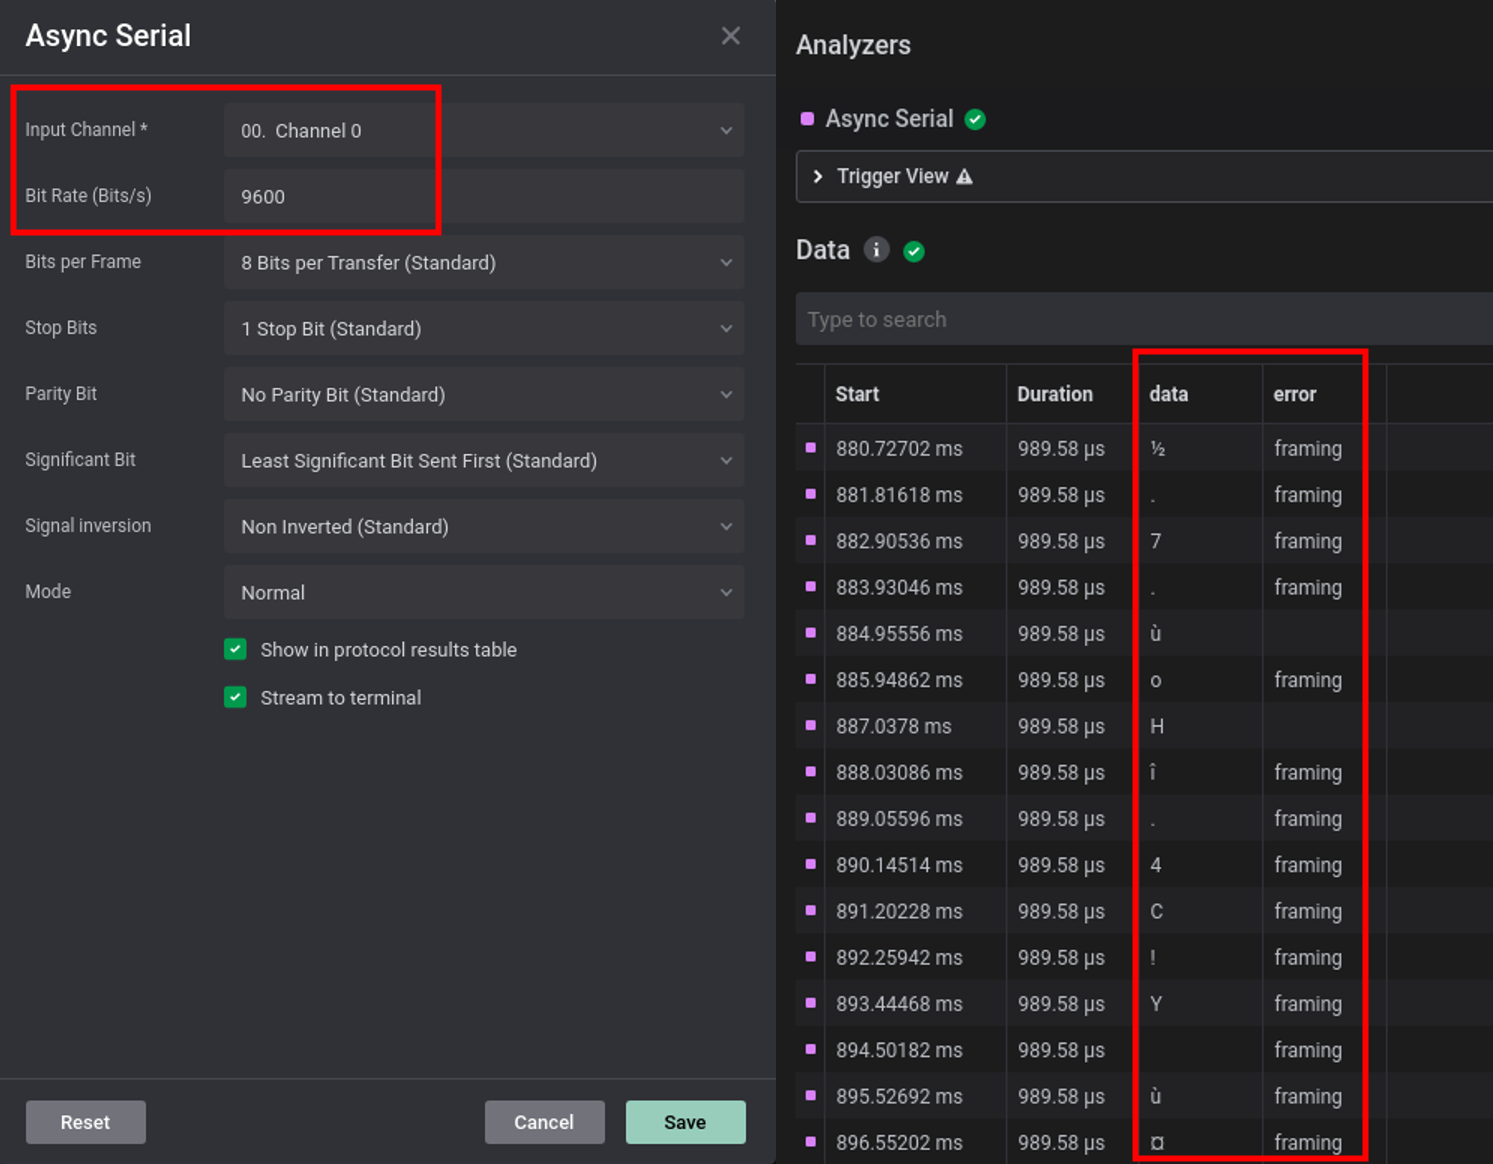 Async Serial
Input Channel * 00. Channel 0
Bit Rate (Bits/s) 9600
Bits per Frame 8 Bits per Transfer (Standard)
Stop Bits 1 Stop Bit (Standard)
Parity Bit No Parity Bit (Standard)
Significant Bit Least Significant Bit Sent First (Standard)
Signal inversion Non Inverted (Standard)
Mode Normal
Show in protocol results table
Stream to terminal
Reset Cancel Save
Analyzers
Async Serial
Trigger View
Data
Type to search
Start Duration data error
880.72702 ms 989.58 µs ½ framing
881.81618 ms 989.58 µs . framing
882.90536 ms 989.58 µs 7 framing
883.93046 ms 989.58 µs . framing
884.95556 ms 989.58 µs ù
885.94862 ms 989.58 µs o framing
887.0378 ms 989.58 µs H
888.03086 ms 989.58 µs î framing
889.05596 ms 989.58 µs . framing
890.14514 ms 989.58 µs 4 framing
891.20228 ms 989.58 µs C framing
892.25942 ms 989.58 µs ! framing
893.44468 ms 989.58 µs Y framing
894.50182 ms 989.58 µs framing
895.52692 ms 989.58 µs ù framing
896.55202 ms 989.58 µs ¤ framing